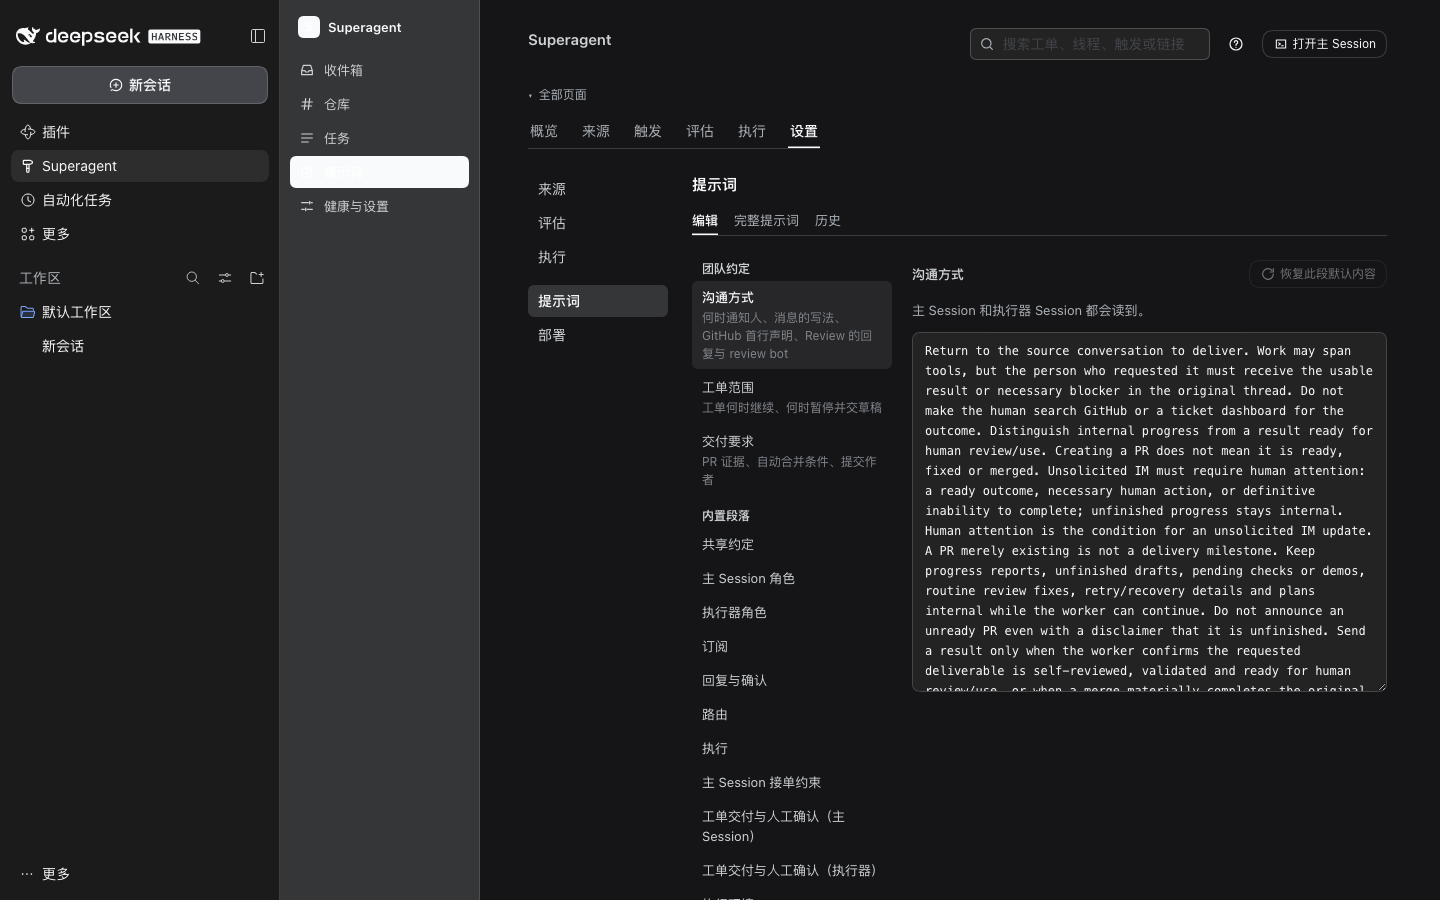 deepseek HARNESS
新会话
插件
Superagent
自动化任务
更多
工作区
默认工作区
新会话
更多
Superagent
收件箱
仓库
任务
健康与设置
Superagent
搜索工单、线程、触发或链接
打开主 Session
全部页面
概览
来源
触发
评估
执行
设置
来源
评估
执行
提示词
部署
提示词
编辑
完整提示词
历史
团队约定
沟通方式
何时通知人、消息的写法、
GitHub 首行声明、Review 的回
复与 review bot
工单范围
工单何时继续、何时暂停并交草稿
交付要求
PR 证据、自动合并条件、提交作
者
内置段落
共享约定
主 Session 角色
执行器角色
订阅
回复与确认
路由
执行
主 Session 接单约束
工单交付与人工确认（主
Session）
工单交付与人工确认（执行器）
沟通方式
恢复此段默认内容
主 Session 和执行器 Session 都会读到。
Return to the source conversation to deliver. Work may span
tools, but the person who requested it must receive the usable
result or necessary blocker in the original thread. Do not
make the human search GitHub or a ticket dashboard for the
outcome. Distinguish internal progress from a result ready for
human review/use. Creating a PR does not mean it is ready,
fixed or merged. Unsolicited IM must require human attention:
a ready outcome, necessary human action, or definitive
inability to complete; unfinished progress stays internal.
Human attention is the condition for an unsolicited IM update.
A PR merely existing is not a delivery milestone. Keep
progress reports, unfinished drafts, pending checks or demos,
routine review fixes, retry/recovery details and plans
internal while the worker can continue. Do not announce an
unready PR even with a disclaimer that it is unfinished. Send
a result only when the worker confirms the requested
deliverable is self-reviewed, validated and ready for human
review/use, or when a merge materially completes the original